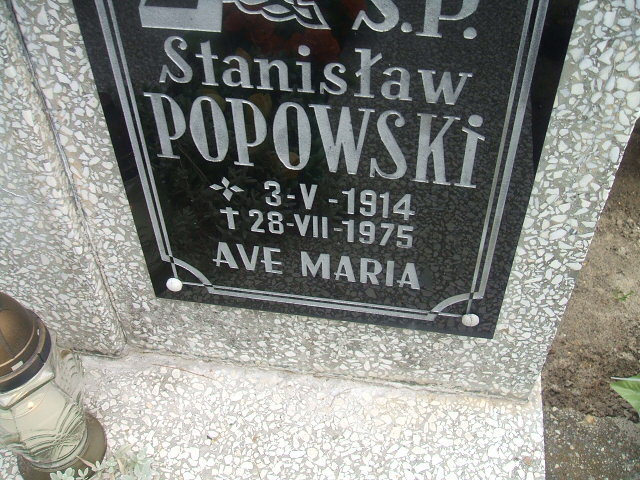 Ś.P.
Stanisław
POPOWSKi
3-V-1914
✝ 28-VII-1975
AVE MARIA